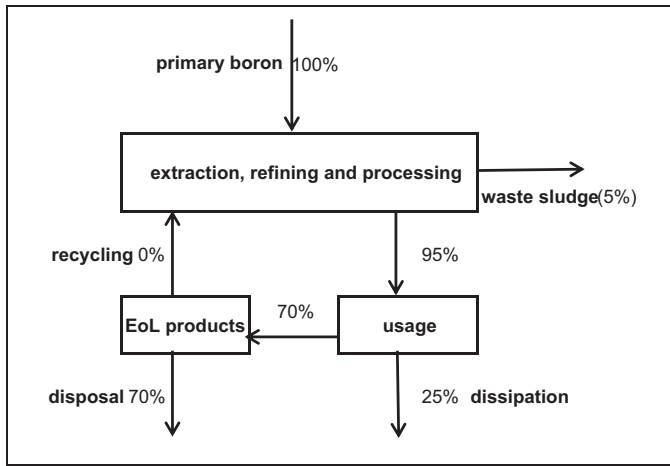 primary boron 100%
extraction, refining and processing
waste sludge(5%)
recycling 0%
95%
EoL products
70%
usage
disposal 70%
25% dissipation